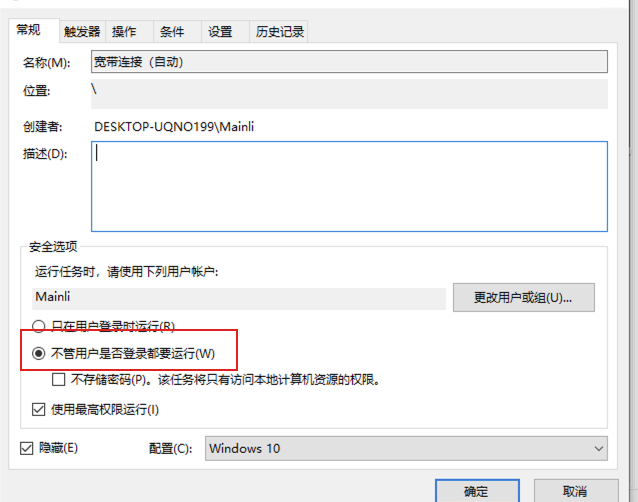 常规 触发器 操作 条件 设置 历史记录
名称(M): 宽带连接（自动）
位置: \
创建者: DESKTOP-UQNO199\Mainli
描述(D):
安全选项
运行任务时，请使用下列用户帐户:
Mainli 更改用户或组(U)...
只在用户登录时运行(R)
不管用户是否登录都要运行(W)
不存储密码(P)。该任务将只有访问本地计算机资源的权限。
使用最高权限运行(I)
隐藏(E) 配置(C): Windows 10
确定 取消